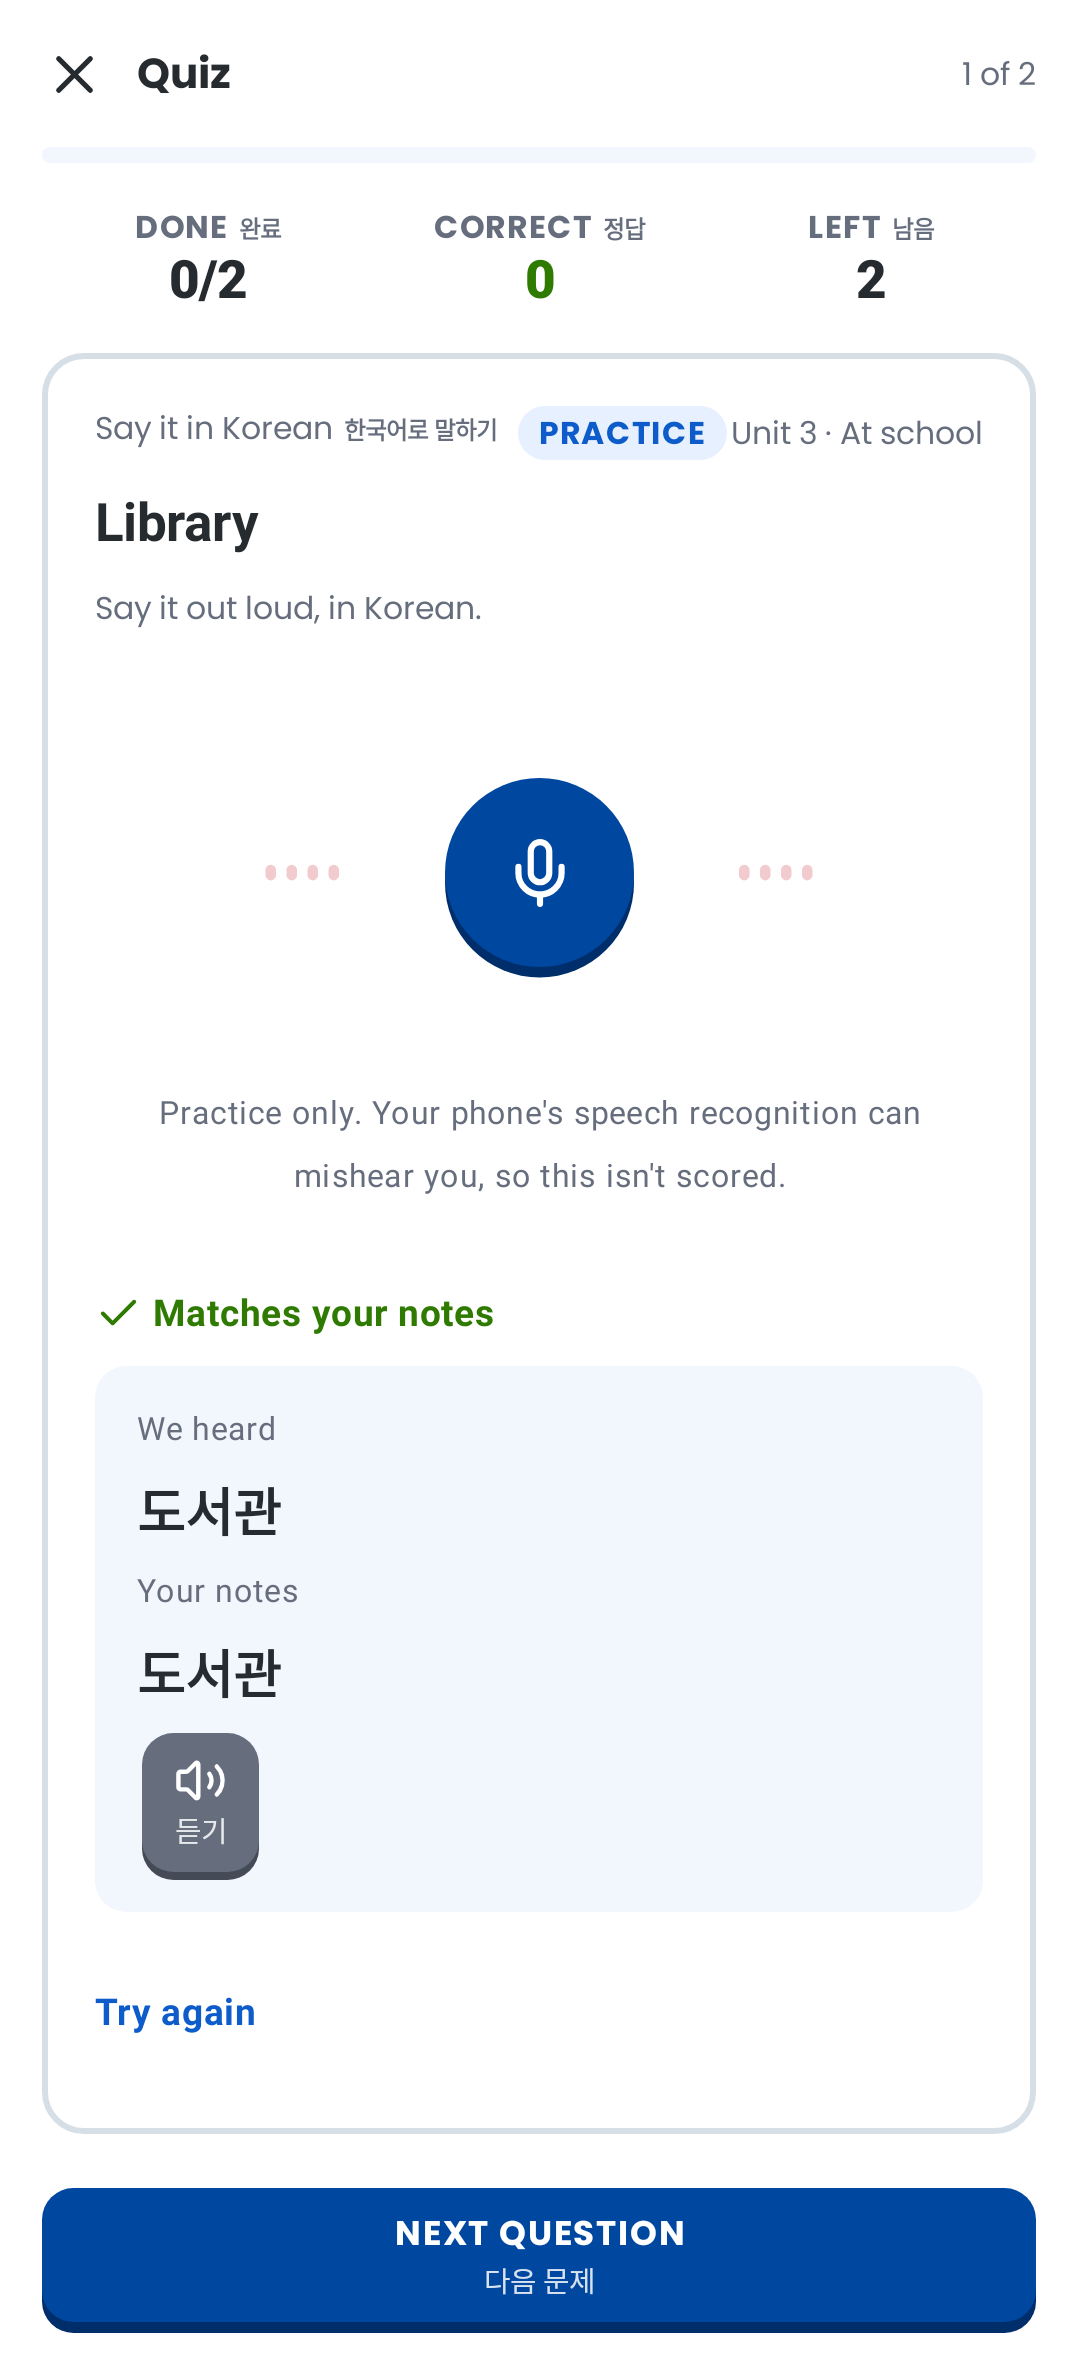 Quiz
1 of 2
DONE 완료
0/2
CORRECT 정답
0
LEFT 남음
2
Say it in Korean 한국어로 말하기 PRACTICE Unit 3 · At school
Library
Say it out loud, in Korean.
Practice only. Your phone's speech recognition can
mishear you, so this isn't scored.
Matches your notes
We heard
도서관
Your notes
도서관
듣기
Try again
NEXT QUESTION
다음 문제